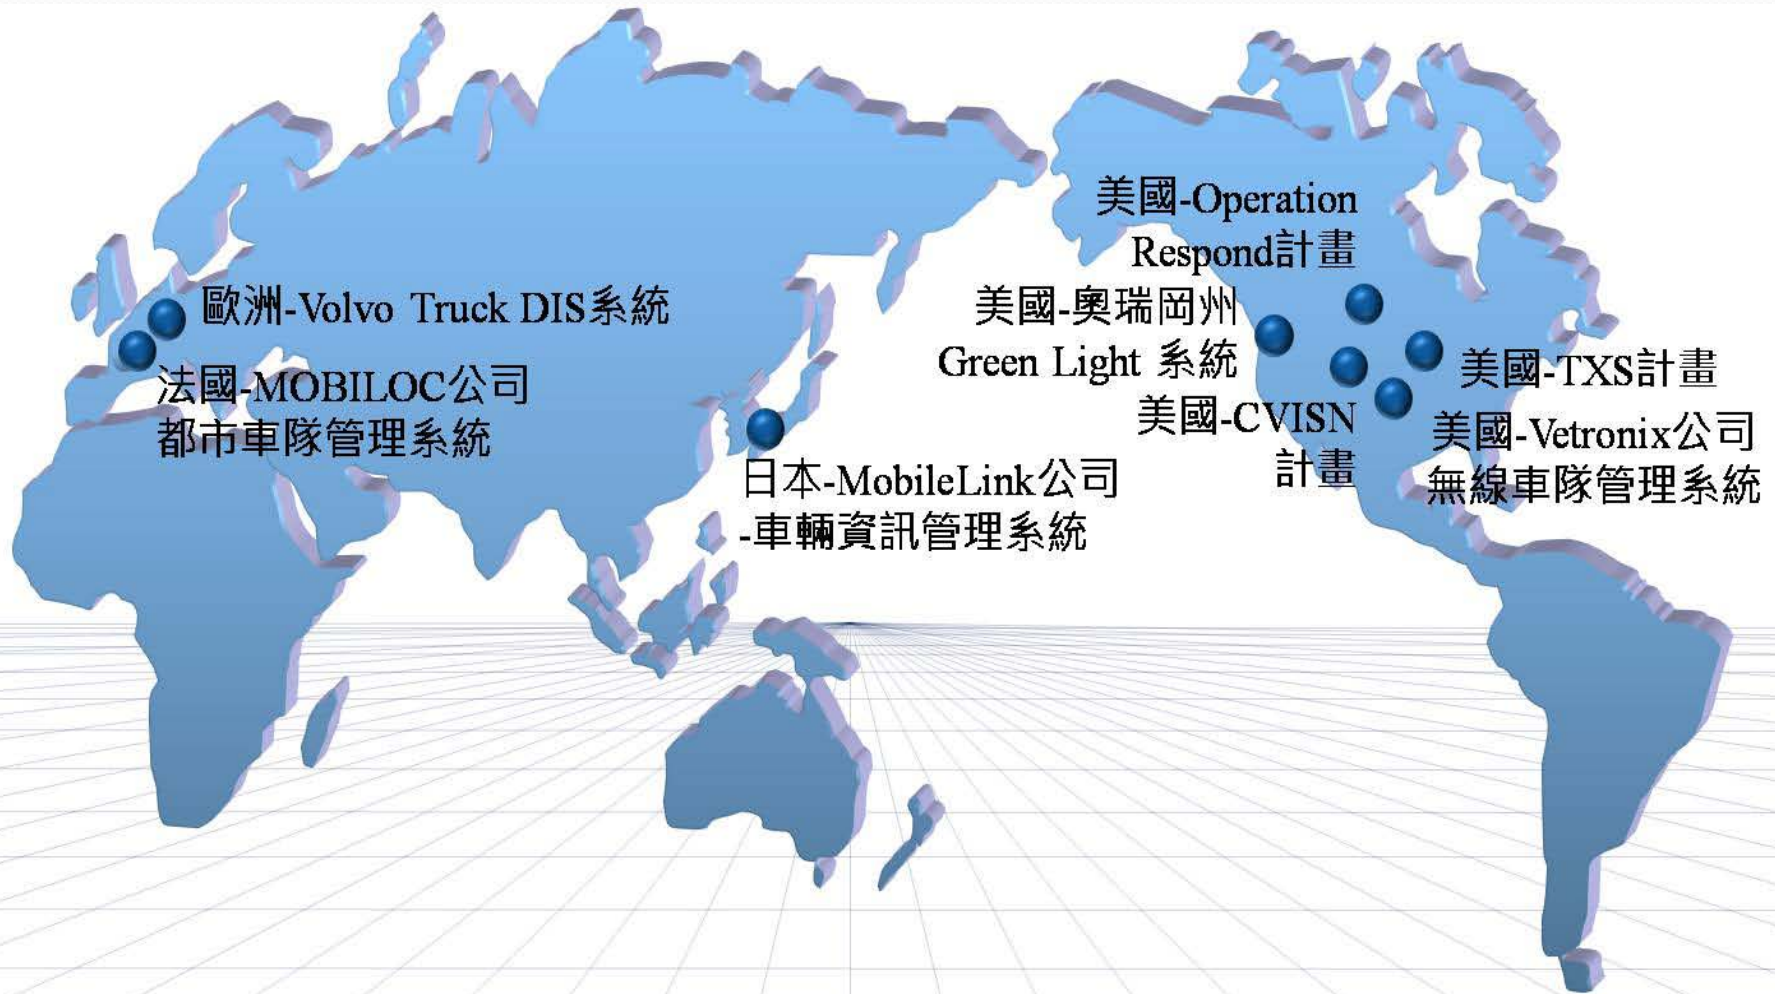 歐洲-Volvo Truck DIS系統
法國-MOBILOC公司
都市車隊管理系統
日本-MobileLink公司
-車輛資訊管理系統
美國-Operation
Respond計畫
美國-奧瑞岡州
Green Light 系統
美國-CVISN
計畫
美國-TXS計畫
美國-Vetronix公司
無線車隊管理系統